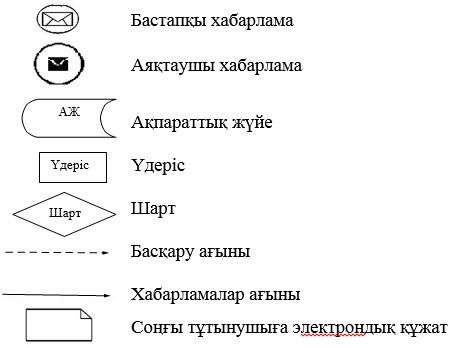 Бастапқы хабарлама
Аяқтаушы хабарлама
АЖ
Ақпараттық жүйе
Үдеріс
Үдеріс
Шарт
Шарт
Басқару ағыны
Хабарламалар ағыны
Соңғы тұтынушыға электрондық құжат